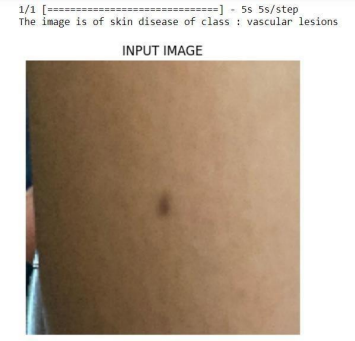 1/1 [==============================] - 5s 5s/step
The image is of skin disease of class : vascular lesions
INPUT IMAGE